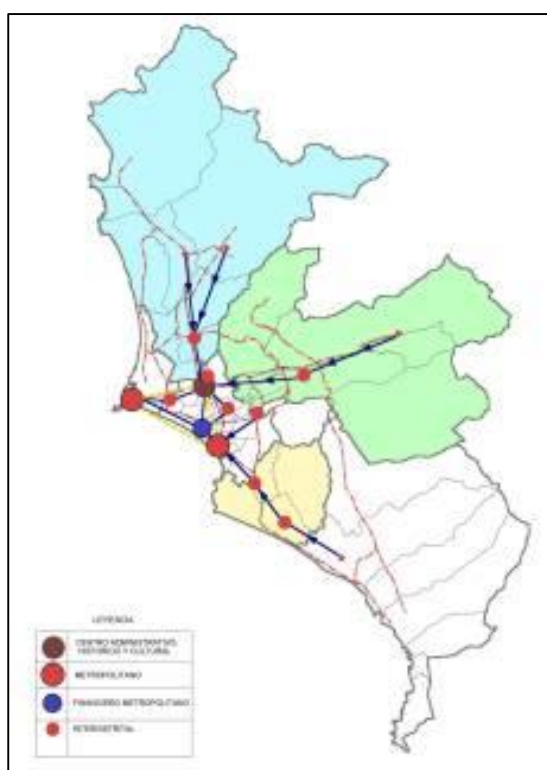 LEYENDA
CENTRO ADMINISTRATIVO
HISTORICO Y CULTURAL
METROPOLITANO
FINANCIERO METROPOLITANO
INTERDISTRITAL